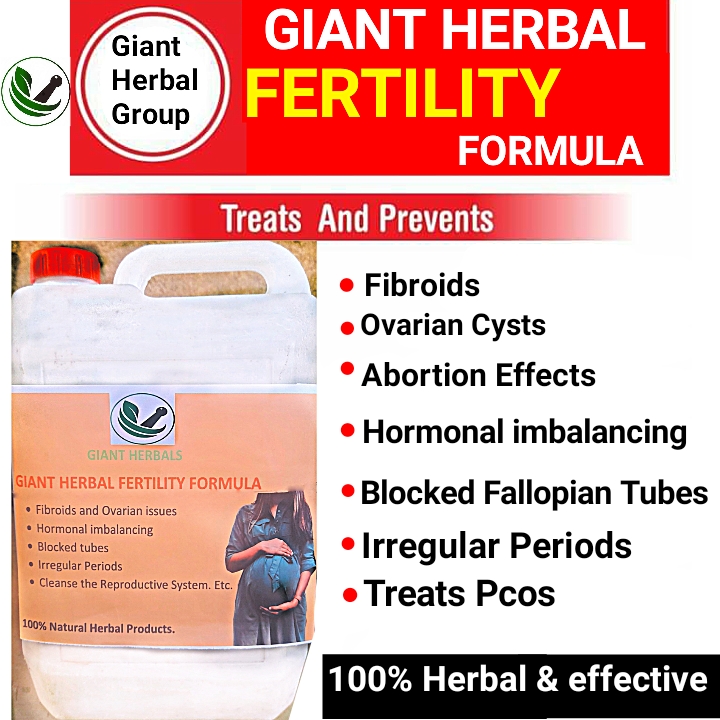 Giant
Herbal
Group
GIANT HERBAL
FERTILITY
FORMULA
Treats And Prevents
• Fibroids
• Ovarian Cysts
• Abortion Effects
• Hormonal imbalancing
• Blocked Fallopian Tubes
• Irregular Periods
• Treats Pcos
GIANT HERBALS
GIANT HERBAL FERTILITY FORMULA
• Fibroids and Ovarian issues
• Hormonal imbalancing
• Blocked tubes
• Irregular Periods
• Cleanse the Reproductive System. Etc.
100% Natural Herbal Products.
100% Herbal & effective